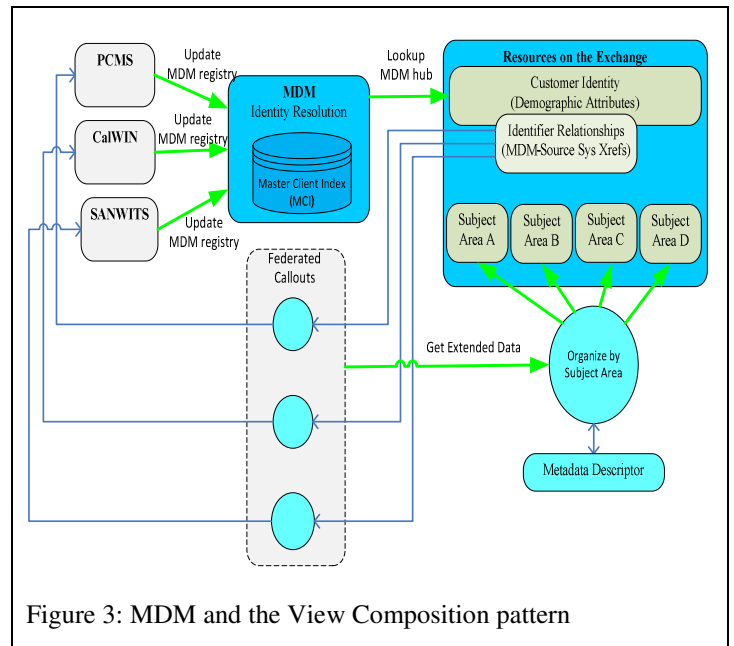 PCMS
Update
MDM registry
CalWIN
Update
MDM registry
SANWITS
Update
MDM registry
MDM
Identity Resolution
Master Client Index
(MCI)
Lookup
MDM hub
Resources on the Exchange
Customer Identity
(Demographic Attributes)
Identifier Relationships
(MDM-Source Sys Xrefs)
Subject
Area A
Subject
Area B
Subject
Area C
Subject
Area D
Federated
Callouts
Get Extended Data
Organize by
Subject Area
Metadata Descriptor
Figure 3: MDM and the View Composition pattern